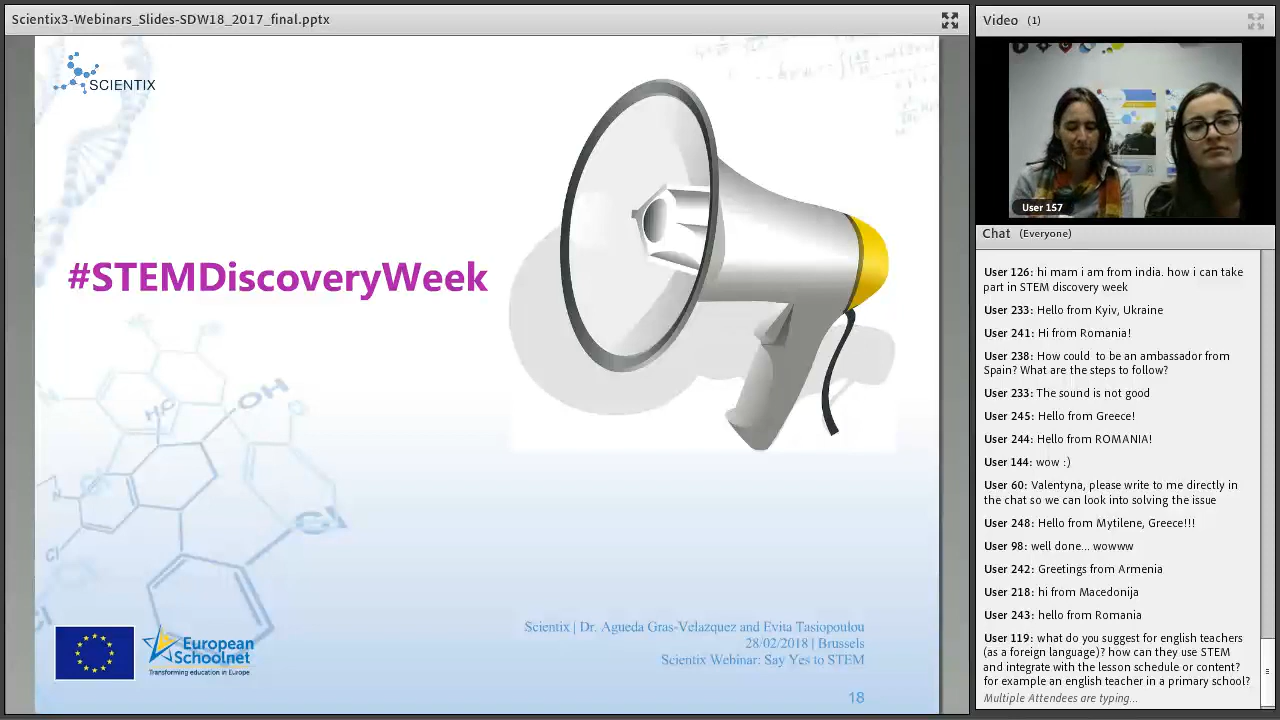 Scientix3-Webinars_Slides-SDW18_2017_final.pptx
SCIENTIX
#STEMDiscoveryWeek
OH
H₃C
Cl
European
Schoolnet
Transforming education in Europe
Scientix | Dr. Agueda Gras-Velazquez and Evita Tasiopoulou
28/02/2018 | Brussels
Scientix Webinar: Say Yes to STEM
18
Video (1)
User 157
Chat (Everyone)
User 126: hi mam i am from india. how i can take
part in STEM discovery week
User 233: Hello from Kyiv, Ukraine
User 241: Hi from Romania!
User 238: How could to be an ambassador from
Spain? What are the steps to follow?
User 233: The sound is not good
User 245: Hello from Greece!
User 244: Hello from ROMANIA!
User 144: wow :)
User 60: Valentyna, please write to me directly in
the chat so we can look into solving the issue
User 248: Hello from Mytilene, Greece!!!
User 98: well done... wowww
User 242: Greetings from Armenia
User 218: hi from Macedonija
User 243: hello from Romania
User 119: what do you suggest for english teachers
(as a foreign language)? how can they use STEM
and integrate with the lesson schedule or content?
for example an english teacher in a primary school?
Multiple Attendees are typing...